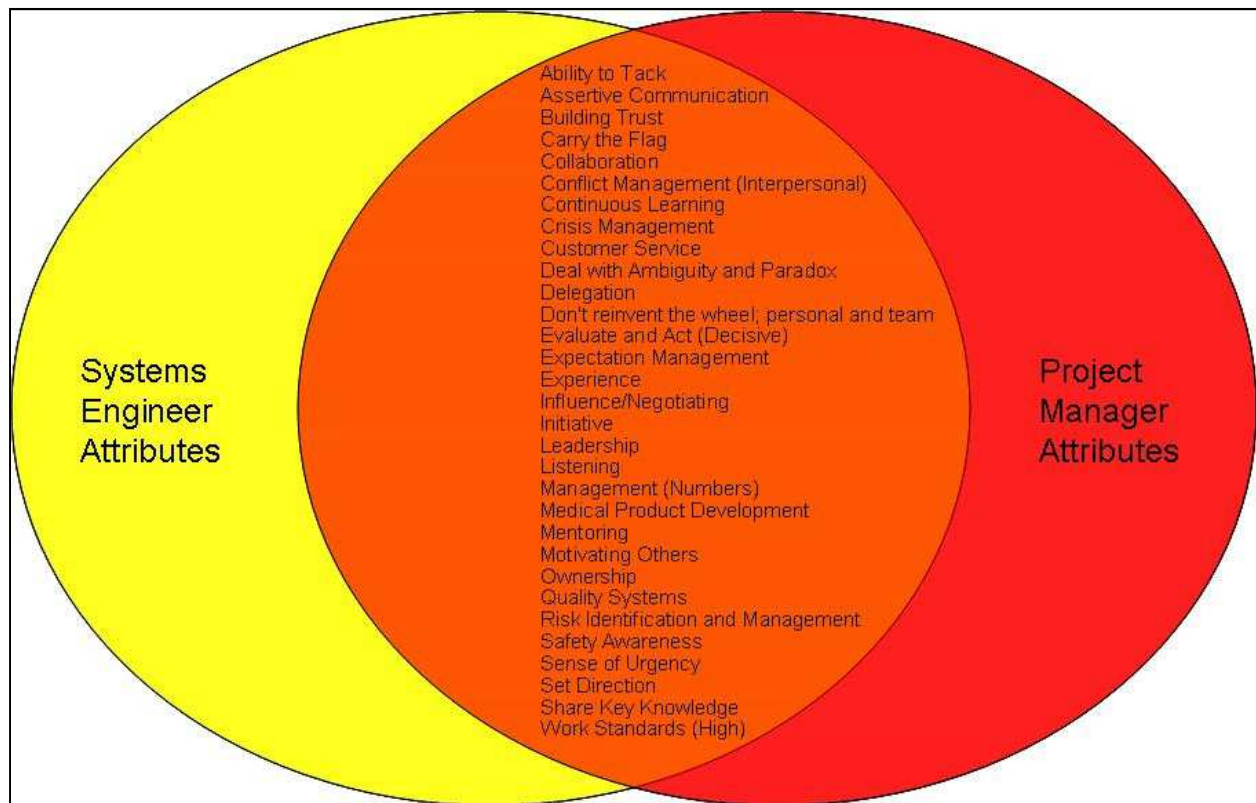 Ability to Tack
Assertive Communication
Building Trust
Carry the Flag
Collaboration
Conflict Management (Interpersonal)
Continuous Learning
Crisis Management
Customer Service
Deal with Ambiguity and Paradox
Delegation
Don't reinvent the wheel; personal and team
Evaluate and Act (Decisive)
Expectation Management
Experience
Influence/Negotiating
Initiative
Leadership
Listening
Management (Numbers)
Medical Product Development
Mentoring
Motivating Others
Ownership
Quality Systems
Risk Identification and Management
Safety Awareness
Sense of Urgency
Set Direction
Share Key Knowledge
Work Standards (High)
Systems
Engineer
Attributes
Project
Manager
Attributes